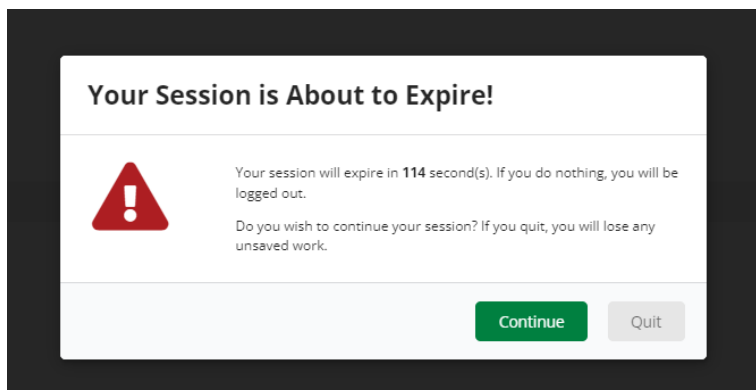 Your Session is About to Expire!
Your session will expire in 114 second(s). If you do nothing, you will be
logged out.
Do you wish to continue your session? If you quit, you will lose any
unsaved work.
Continue Quit